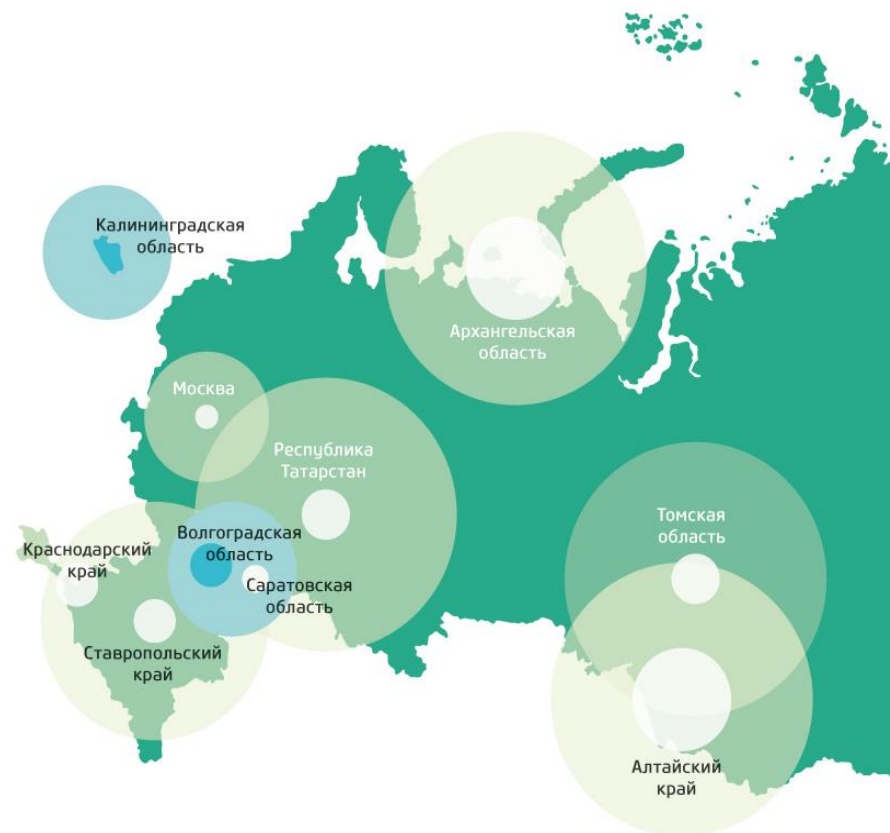 Калининградская
область
Архангельская
область
Москва
Республика
Татарстан
Томская
область
Волгоградская
область
Краснодарский
край
Саратовская
область
Ставропольский
край
Алтайский
край